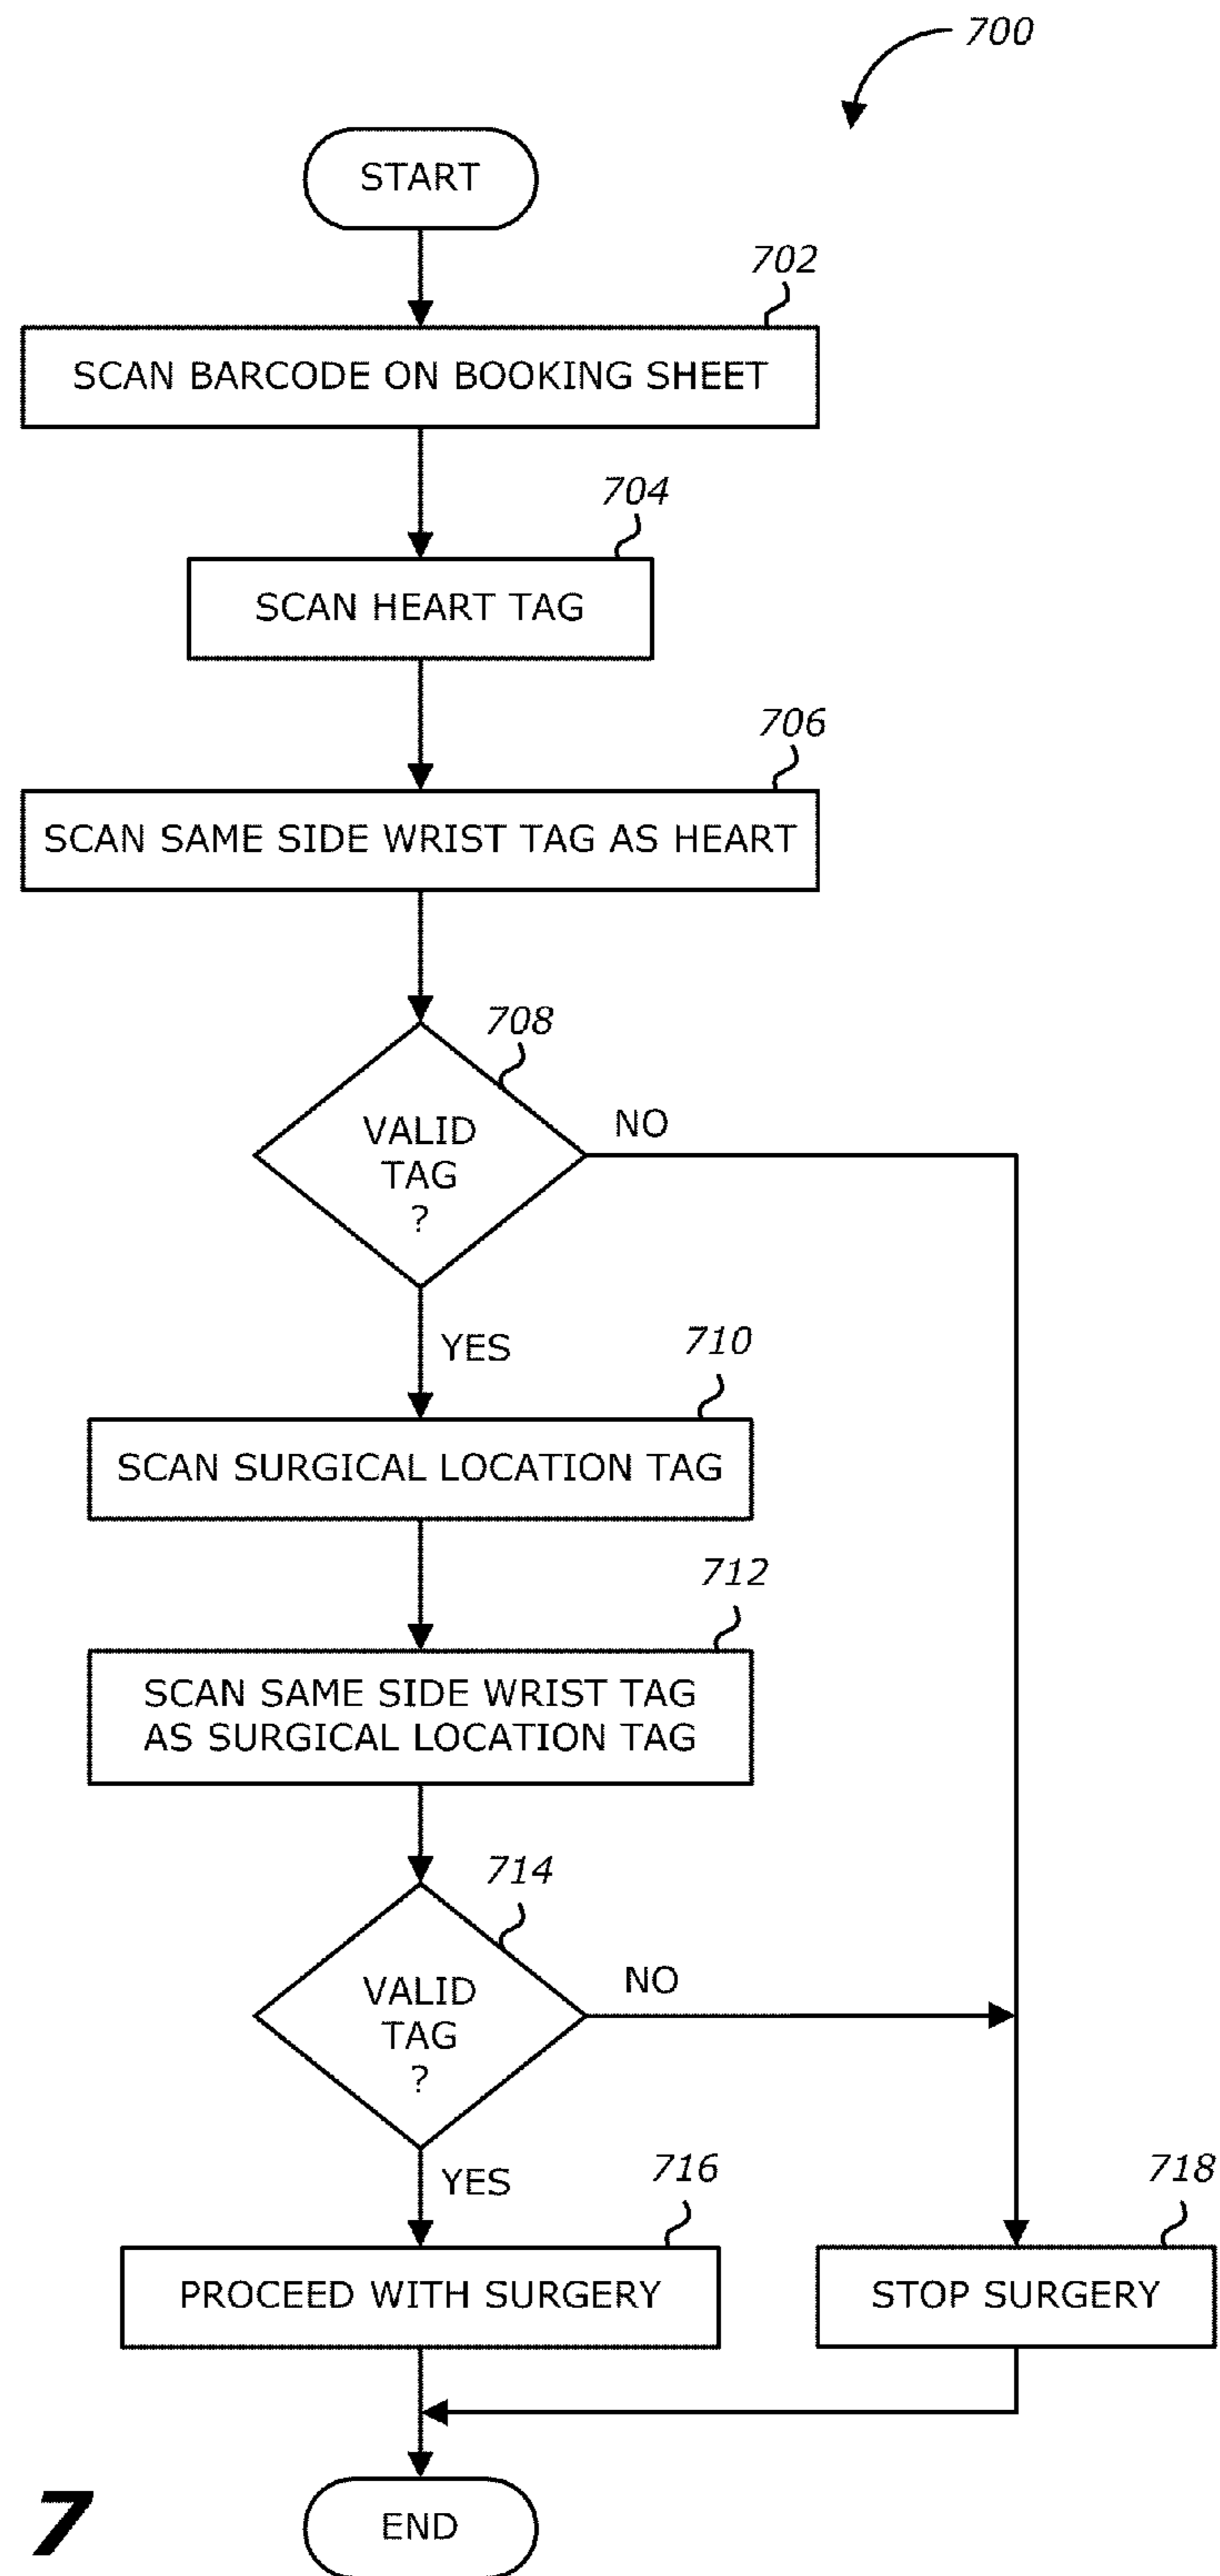 700
START
702
SCAN BARCODE ON BOOKING SHEET
704
SCAN HEART TAG
706
SCAN SAME SIDE WRIST TAG AS HEART
708
VALID
TAG
?
NO
YES
710
SCAN SURGICAL LOCATION TAG
712
SCAN SAME SIDE WRIST TAG
AS SURGICAL LOCATION TAG
714
VALID
TAG
?
NO
YES
716
718
PROCEED WITH SURGERY
STOP SURGERY
7
END